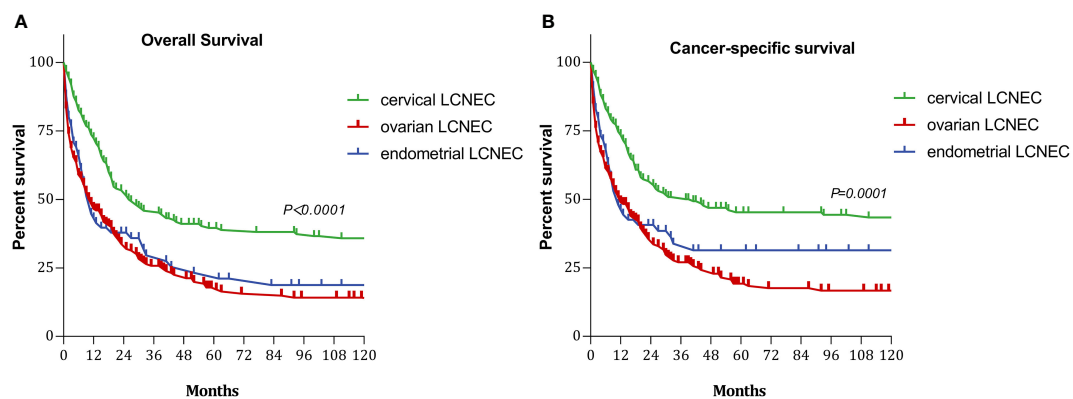 A
Overall Survival
Percent survival
100
75
50
25
0
0 12 24 36 48 60 72 84 96 108 120
Months
cervical LCNEC
ovarian LCNEC
endometrial LCNEC
P<0.0001
B
Cancer-specific survival
Percent survival
100
75
50
25
0
0 12 24 36 48 60 72 84 96 108 120
Months
cervical LCNEC
ovarian LCNEC
endometrial LCNEC
P=0.0001